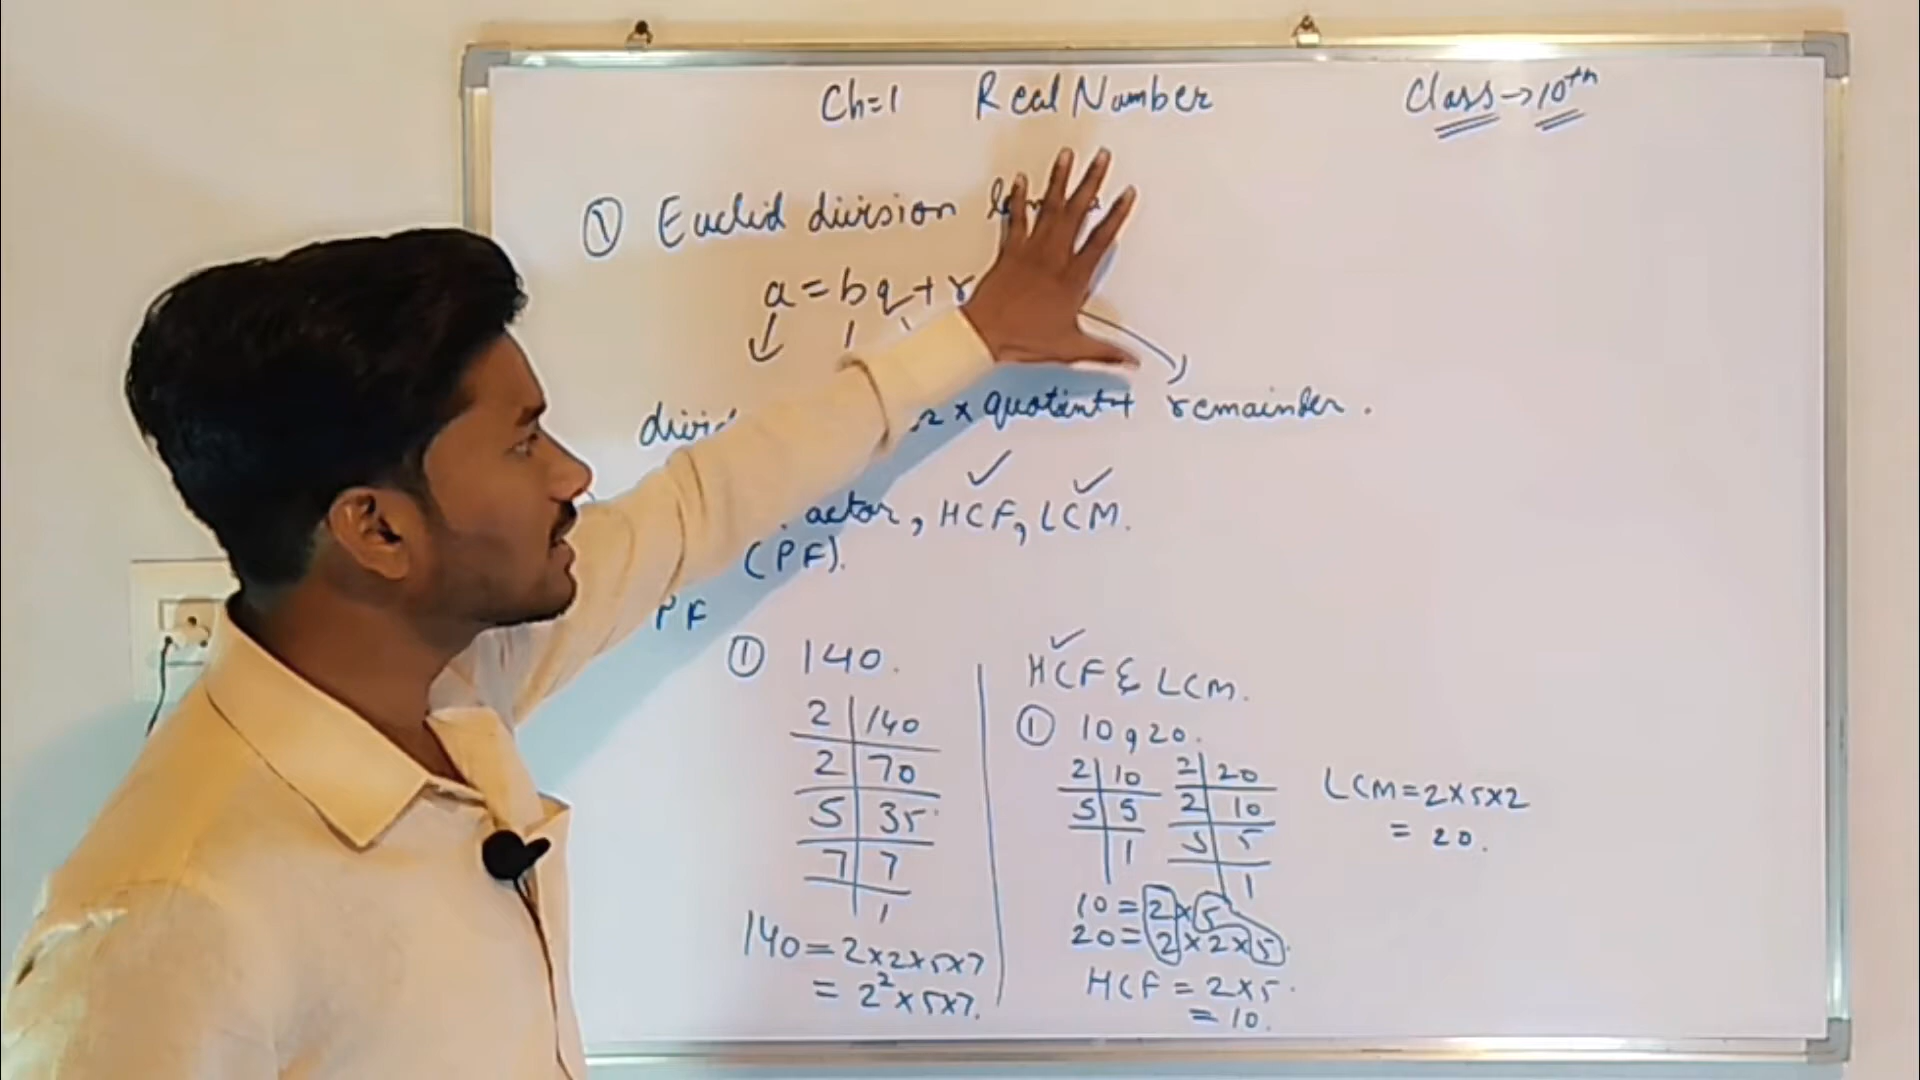 Ch=1 Real Number Class→10th
① Euclid division
a=bq+r
x quotint+ remainder.
actor, HCF, LCM.
(PF).
PF
① 140.
2 140
2 70
5 35
7 7
1
140=2×2×5×7
= 2²×5×7.
HCF & LCM.
① 10,20.
2 10 2 20
5 5 2 10
1 5 5
1
10=2×5
20=2×2×5.
HCF = 2×5.
= 10.
LCM=2×5×2
= 20.